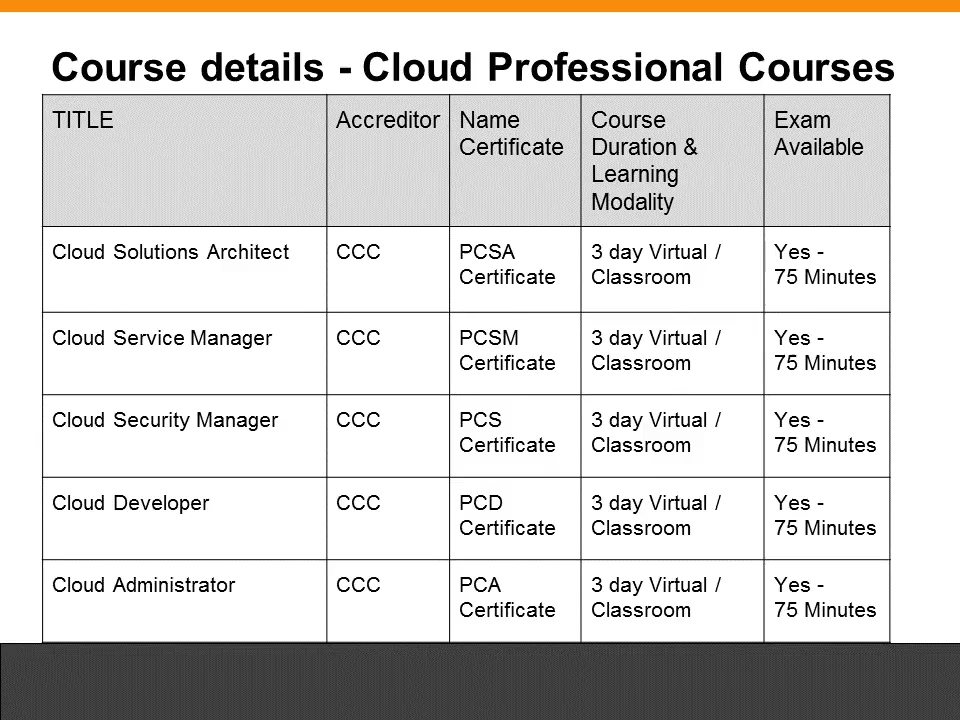 Course details - Cloud Professional Courses
TITLE
Accreditor
Name
Certificate
Course
Duration &
Learning
Modality
Exam
Available
Cloud Solutions Architect
CCC
PCSA
Certificate
3 day Virtual /
Classroom
Yes -
75 Minutes
Cloud Service Manager
CCC
PCSM
Certificate
3 day Virtual /
Classroom
Yes -
75 Minutes
Cloud Security Manager
CCC
PCS
Certificate
3 day Virtual /
Classroom
Yes -
75 Minutes
Cloud Developer
CCC
PCD
Certificate
3 day Virtual /
Classroom
Yes -
75 Minutes
Cloud Administrator
CCC
PCA
Certificate
3 day Virtual /
Classroom
Yes -
75 Minutes